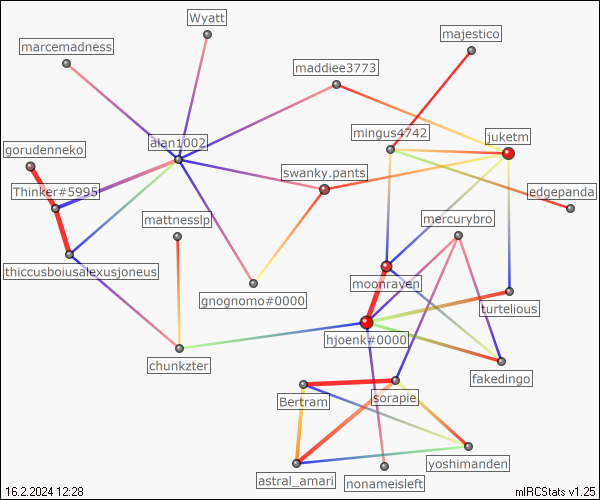 Wyatt
marcemadness
majestico
maddiee3773
mingus4742
juketm
alan1002
gorudenneko
swanky.pants
Thinker#5995
edgepanda
mattnesslp
mercurybro
thiccusboiusalexusjoneus
moonraven
gnognomo#0000
turtelious
hjoenk#0000
chunkzter
fakedingo
Bertram
sorapie
yoshimanden
astral_amari
nonameisleft
16.2.2024 12:28
mIRCStats v1.25